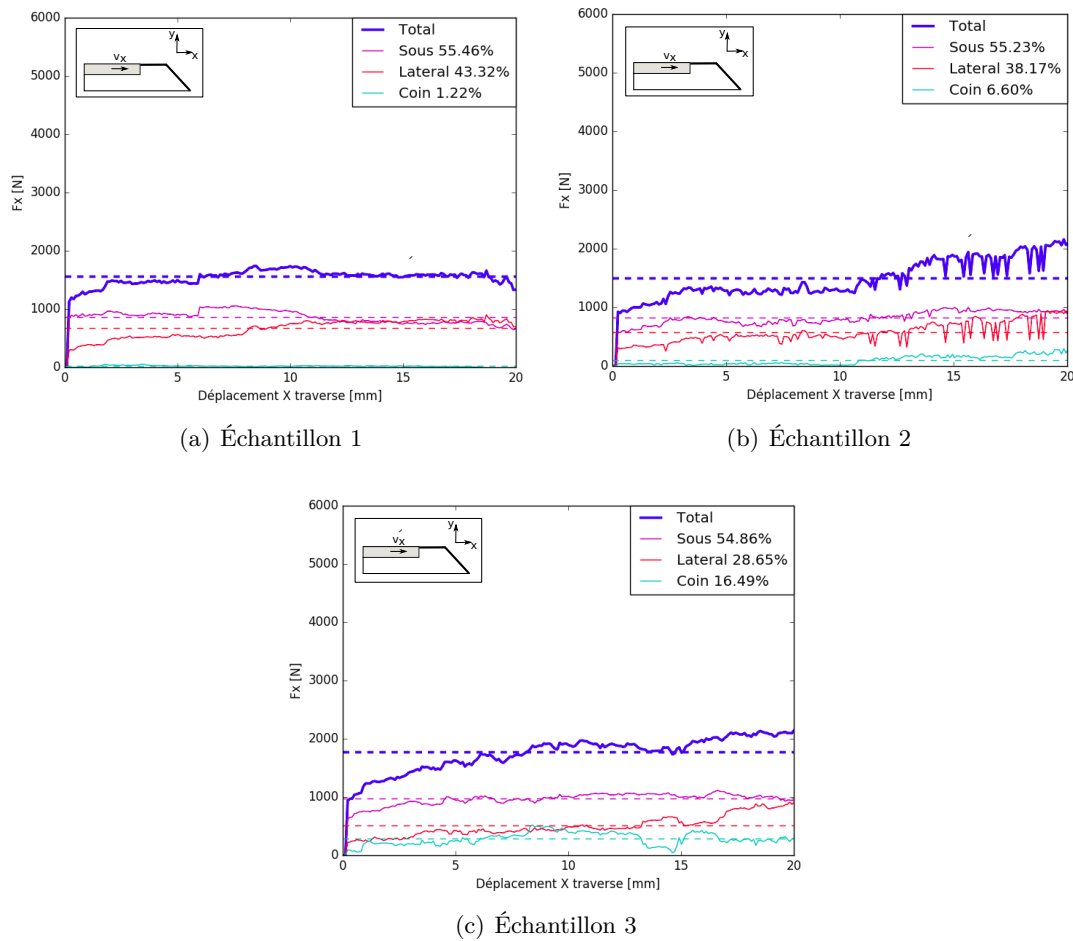 6000
5000
4000
3000
2000
1000
0
Fx [N]
0 5 10 15 20
Déplacement X traverse [mm]
y
x
vx
Total
Sous 55.46%
Lateral 43.32%
Coin 1.22%
(a) Échantillon 1
6000
5000
4000
3000
2000
1000
0
Fx [N]
0 5 10 15 20
Déplacement X traverse [mm]
y
x
vx
Total
Sous 55.23%
Lateral 38.17%
Coin 6.60%
(b) Échantillon 2
6000
5000
4000
3000
2000
1000
0
Fx [N]
0 5 10 15 20
Déplacement X traverse [mm]
y
x
vx
Total
Sous 54.86%
Lateral 28.65%
Coin 16.49%
(c) Échantillon 3